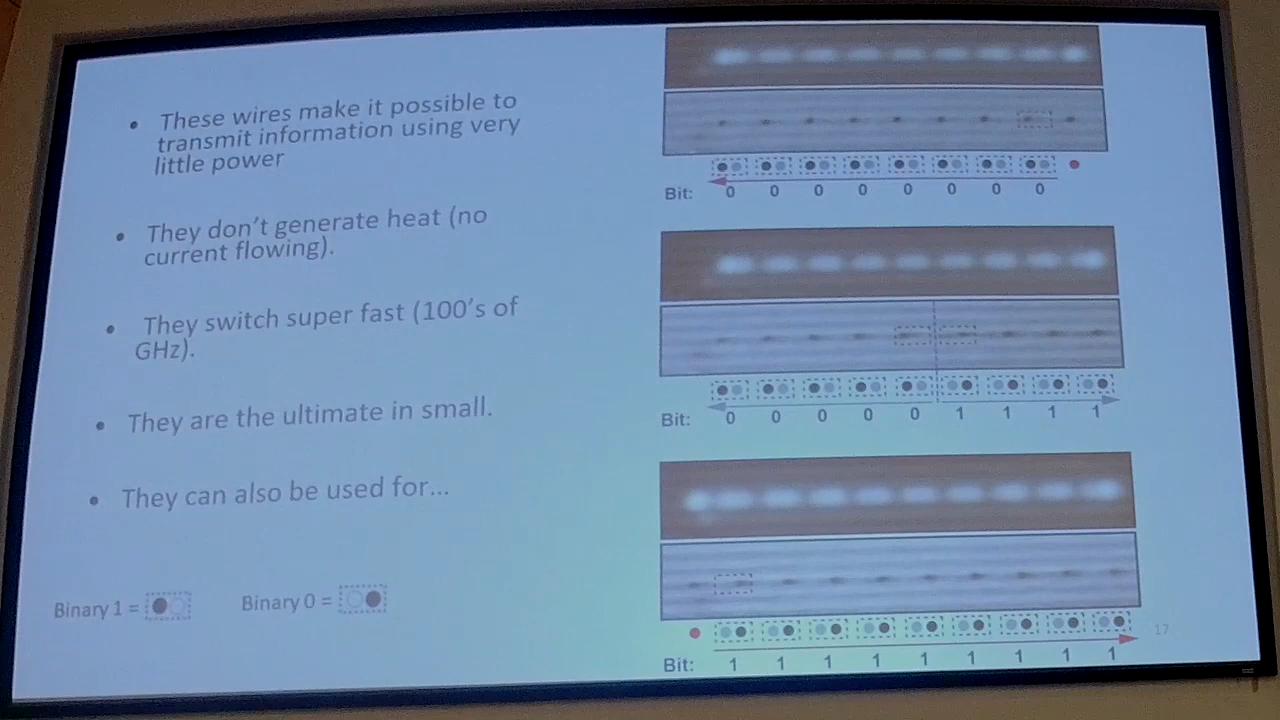 • These wires make it possible to
transmit information using very
little power
• They don't generate heat (no
current flowing).
• They switch super fast (100's of
GHz).
• They are the ultimate in small.
• They can also be used for...
Binary 1 =
Binary 0 =
Bit: 0 0 0 0 0 0 0 0
Bit: 0 0 0 0 0 1 1 1 1
Bit: 1 1 1 1 1 1 1 1 1
17